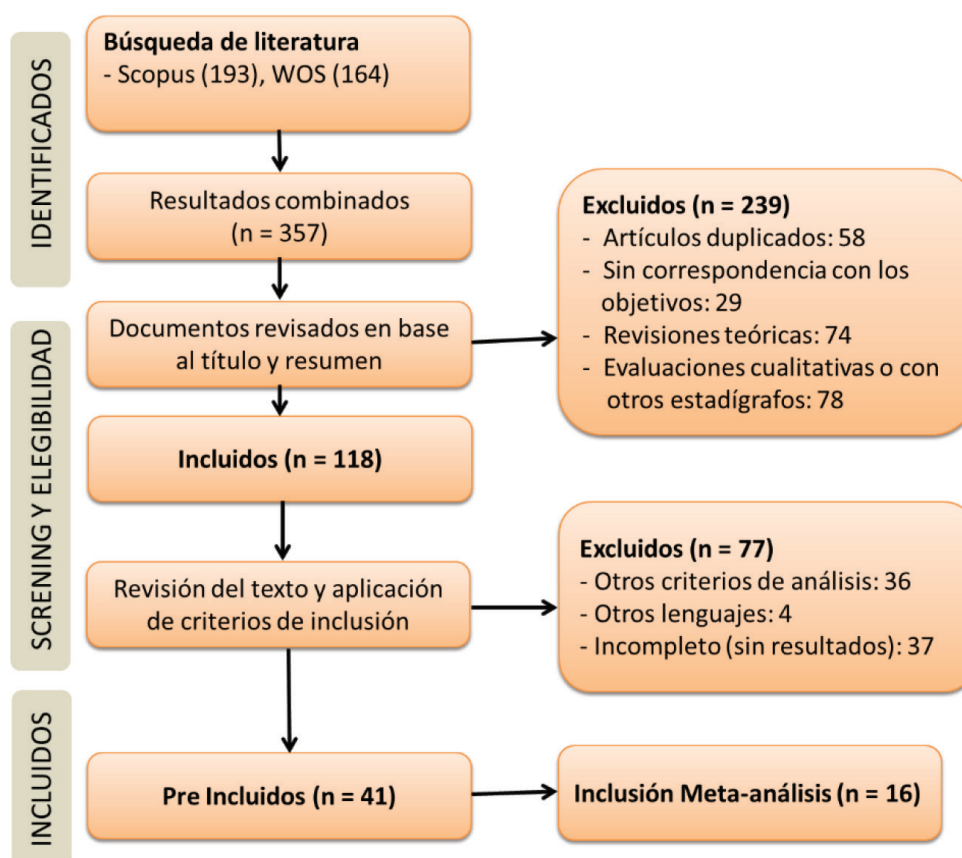 IDENTIFICADOS
Búsqueda de literatura
- Scopus (193), WOS (164)
Resultados combinados
(n = 357)
Excluidos (n = 239)
- Artículos duplicados: 58
- Sin correspondencia con los
objetivos: 29
- Revisiones teóricas: 74
- Evaluaciones cualitativas o con
otros estadígrafos: 78
SCREENING Y ELEGIBILIDAD
Documentos revisados en base
al título y resumen
Incluidos (n = 118)
Revisión del texto y aplicación
de criterios de inclusión
Excluidos (n = 77)
- Otros criterios de análisis: 36
- Otros lenguajes: 4
- Incompleto (sin resultados): 37
INCLUIDOS
Pre Incluidos (n = 41)
Inclusión Meta-análisis (n = 16)